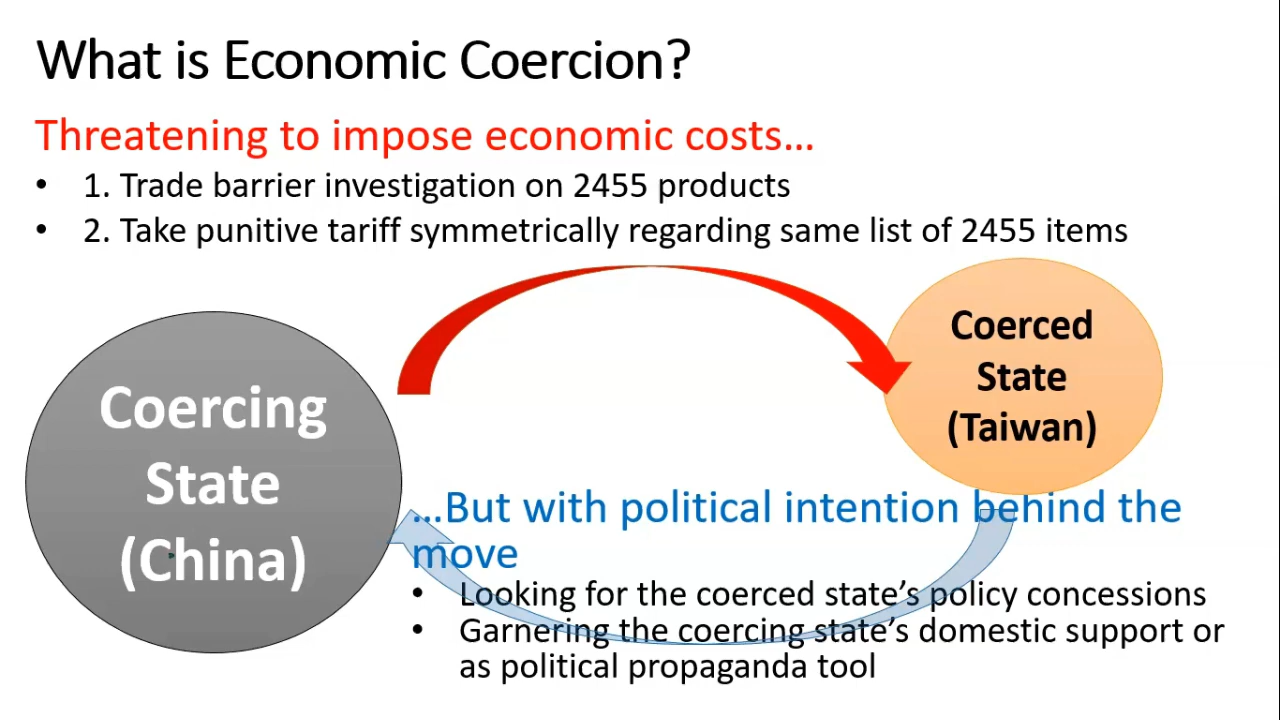 What is Economic Coercion?
Threatening to impose economic costs...
• 1. Trade barrier investigation on 2455 products
• 2. Take punitive tariff symmetrically regarding same list of 2455 items
Coercing
State
(China)
Coerced
State
(Taiwan)
...But with political intention behind the
move
• Looking for the coerced state’s policy concessions
• Garnering the coercing state’s domestic support or
as political propaganda tool